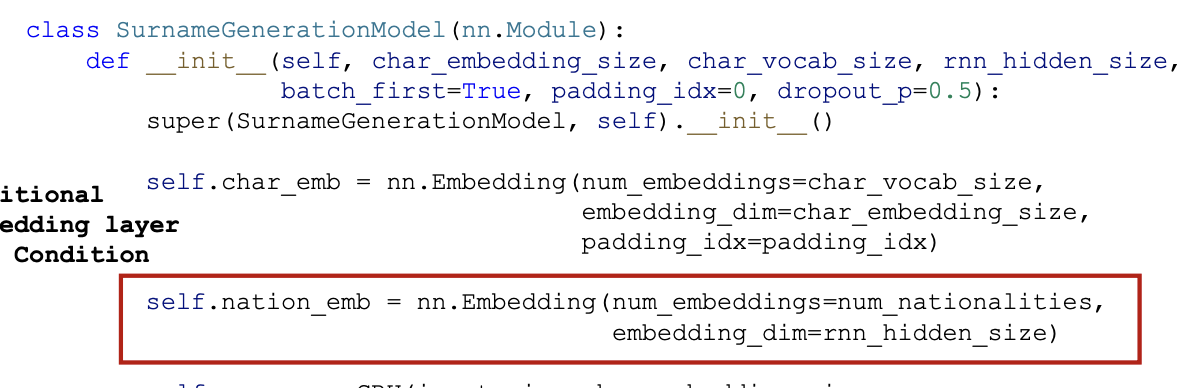 class SurnameGenerationModel(nn.Module):
def __init__(self, char_embedding_size, char_vocab_size, rnn_hidden_size,
batch_first=True, padding_idx=0, dropout_p=0.5):
super(SurnameGenerationModel, self).__init__()
self.char_emb = nn.Embedding(num_embeddings=char_vocab_size,
embedding_dim=char_embedding_size,
padding_idx=padding_idx)
itional
edding layer
Condition
self.nation_emb = nn.Embedding(num_embeddings=num_nationalities,
embedding_dim=rnn_hidden_size)